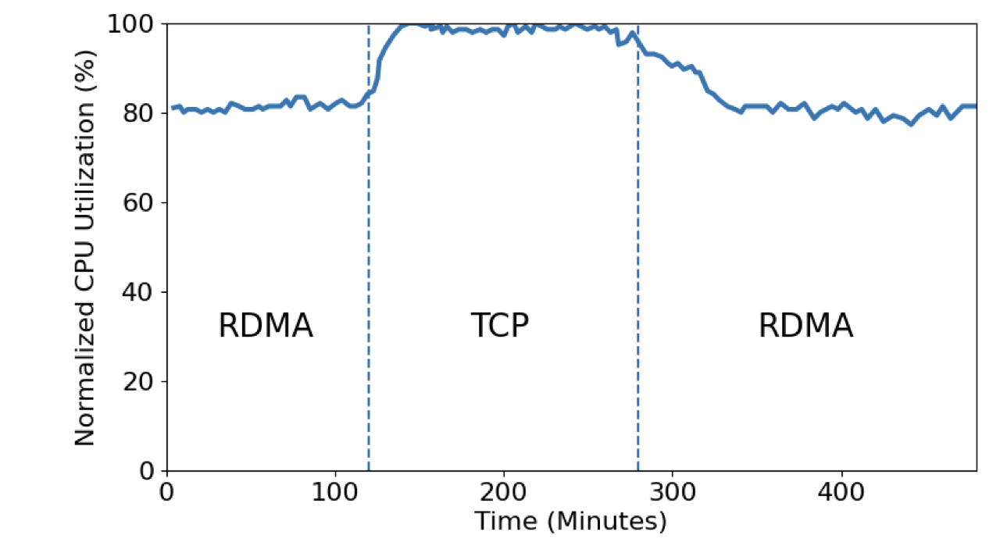 100
80
60
40
20
0
Normalized CPU Utilization (%)
RDMA
TCP
RDMA
0 100 200 300 400
Time (Minutes)